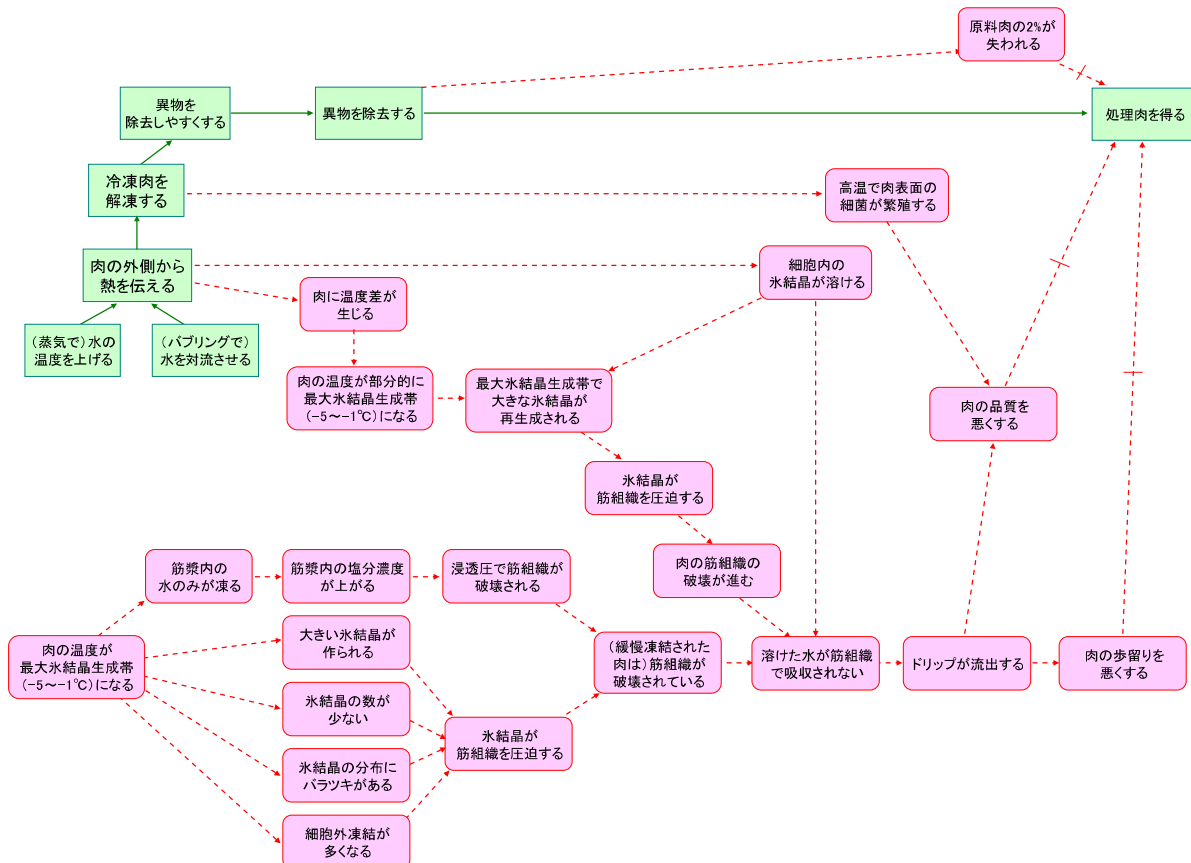 原料肉の2%が
失われる
異物を
除去しやすくする
異物を除去する
処理肉を得る
冷凍肉を
解凍する
高温で肉表面の
細菌が繁殖する
肉の外側から
熱を伝える
細胞内の
氷結晶が溶ける
肉に温度差が
生じる
(蒸気で)水の
温度を上げる
(バブリングで)
水を対流させる
肉の温度が部分的に
最大氷結晶生成帯
(-5～-1℃)になる
最大氷結晶生成帯で
大きな氷結晶が
再生成される
肉の品質を
悪くする
氷結晶が
筋組織を圧迫する
肉の筋組織の
破壊が進む
筋漿内の
水のみが凍る
筋漿内の塩分濃度
が上がる
浸透圧で筋組織が
破壊される
肉の温度が
最大氷結晶生成帯
(-5～-1℃)になる
大きい氷結晶が
作られる
(緩慢凍結された
肉は)筋組織が
破壊されている
溶けた水が筋組織
で吸収されない
ドリップが流出する
肉の歩留りを
悪くする
氷結晶の数が
少ない
氷結晶が
筋組織を圧迫する
氷結晶の分布に
バラツキがある
細胞外凍結が
多くなる